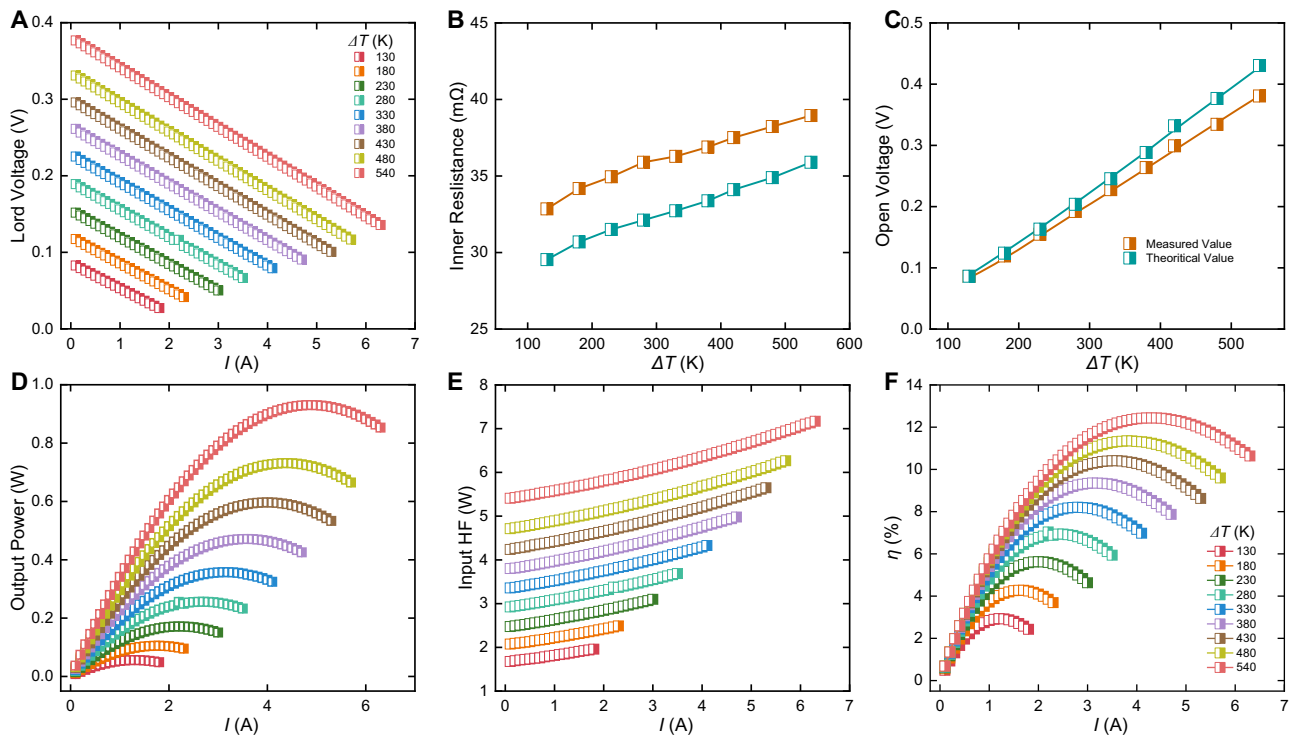 A
Lord Voltage (V)
0.4
0.3
0.2
0.1
0.0
ΔT (K)
130
180
230
280
330
380
430
480
540
0 1 2 3 4 5 6 7
I (A)
B
Inner Reslistance (mΩ)
45
40
35
30
25
100 200 300 400 500 600
ΔT (K)
C
Open Voltage (V)
0.5
0.4
0.3
0.2
0.1
0.0
Measured Value
Theoritical Value
100 200 300 400 500
ΔT (K)
D
Output Power (W)
1.0
0.8
0.6
0.4
0.2
0.0
0 2 4 6
I (A)
E
Input HF (W)
8
7
6
5
4
3
2
1
0 1 2 3 4 5 6 7
I (A)
F
η (%)
14
12
10
8
6
4
2
0
ΔT (K)
130
180
230
280
330
380
430
480
540
0 1 2 3 4 5 6 7
I (A)